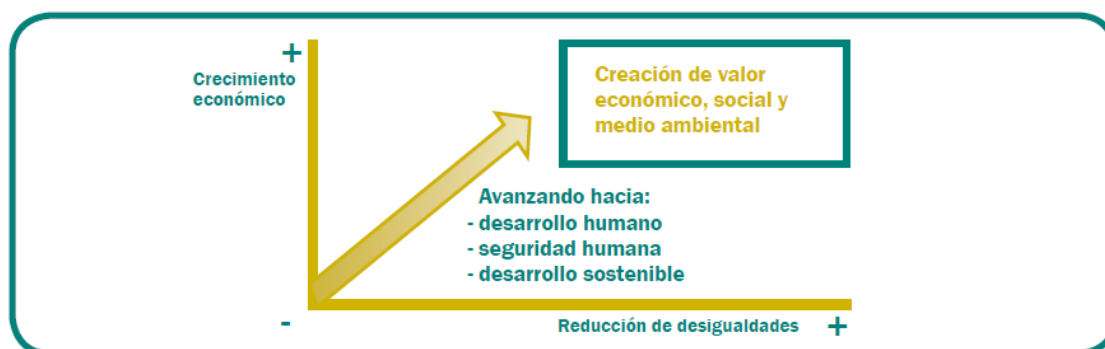 +
Crecimiento
económico
Creación de valor
económico, social y
medio ambiental
Avanzando hacia:
- desarrollo humano
- seguridad humana
- desarrollo sostenible
-
Reducción de desigualdades +